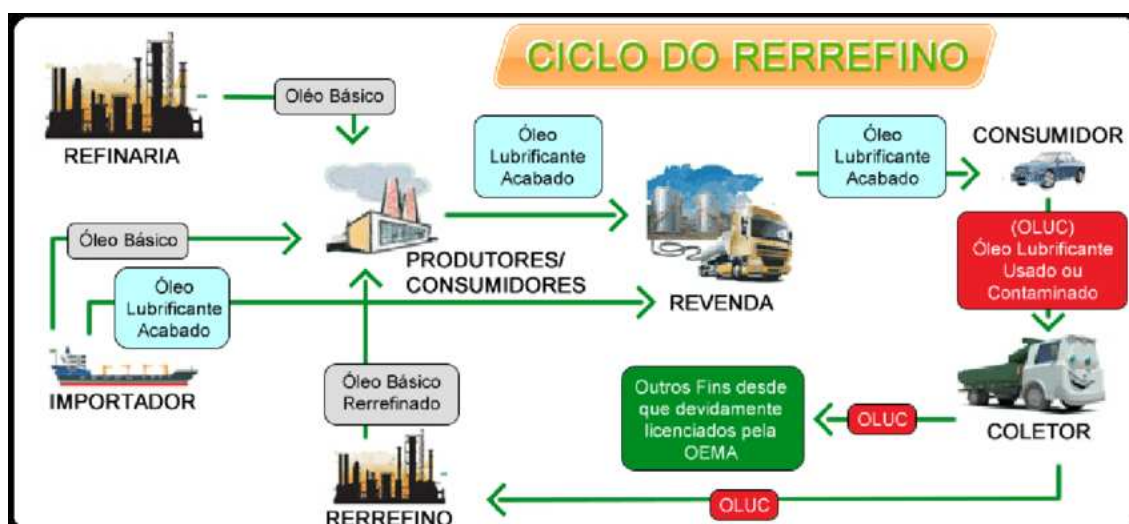 CICLO DO RERREFINO
Oléo Básico
REFINARIA
Óleo
Lubrificante
Acabado
Óleo
Lubrificante
Acabado
CONSUMIDOR
Óleo Básico
PRODUTORES/
CONSUMIDORES
REVENDA
(OLUC)
Óleo Lubrificante
Usado ou
Contaminado
Óleo
Lubrificante
Acabado
IMPORTADOR
Óleo Básico
Rerrefinado
Outros Fins desde
que devidamente
licenciados pela
OEMA
OLUC
COLETOR
RERREFINO
OLUC